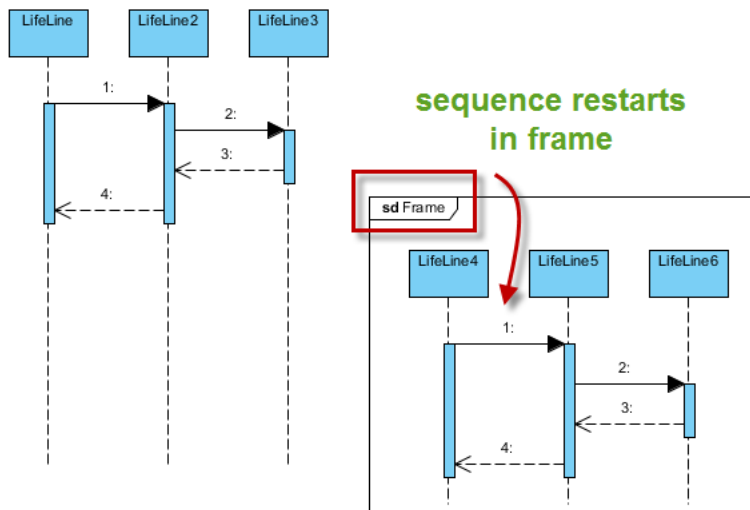 LifeLine
LifeLine2
LifeLine3
1:
2:
3:
4:
sequence restarts
in frame
sd Frame
LifeLine4
LifeLine5
LifeLine6
1:
2:
3:
4: